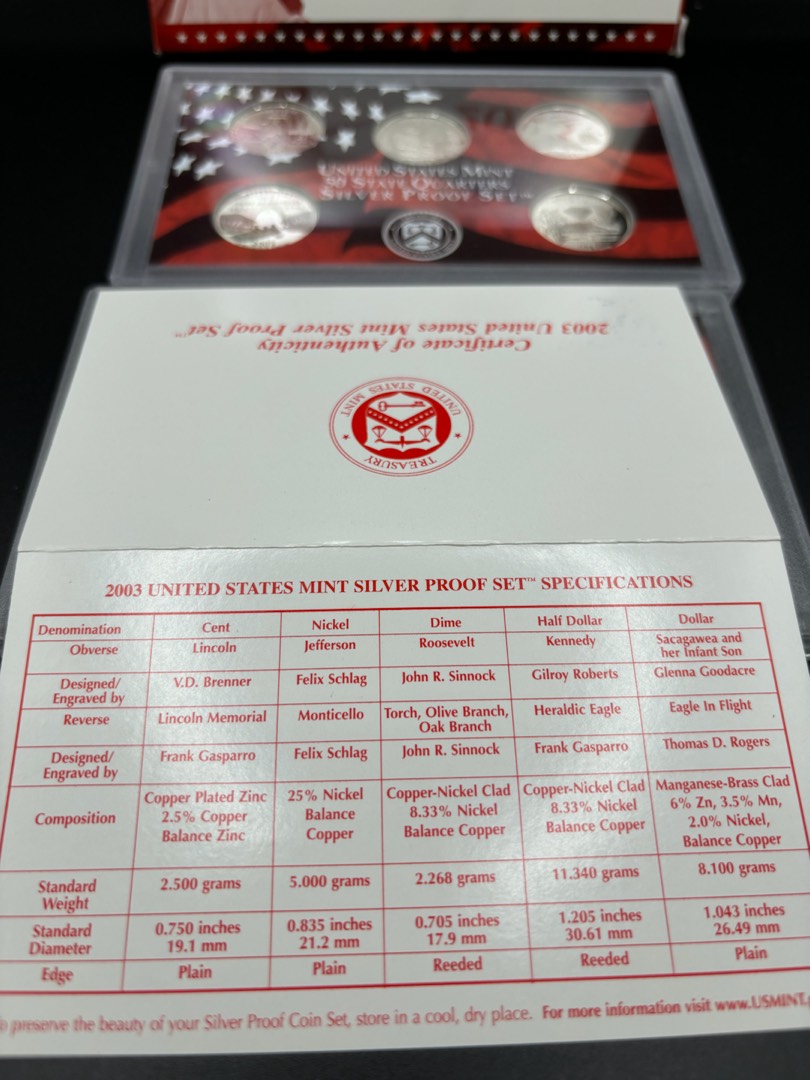 UNITED STATES MINT
50 STATE QUARTERS
SILVER PROOF SET™
2003 United States Mint Silver Proof Set™
Certificate of Authenticity
UNITED STATES MINT
TREASURY
2003 UNITED STATES MINT SILVER PROOF SET™ SPECIFICATIONS
Denomination Cent Nickel Dime Half Dollar Dollar
Obverse Lincoln Jefferson Roosevelt Kennedy Sacagawea and
her Infant Son
Designed/ V.D. Brenner Felix Schlag John R. Sinnock Gilroy Roberts Glenna Goodacre
Engraved by
Reverse Lincoln Memorial Monticello Torch, Olive Branch, Heraldic Eagle Eagle In Flight
Oak Branch
Designed/ Frank Gasparro Felix Schlag John R. Sinnock Frank Gasparro Thomas D. Rogers
Engraved by
Composition Copper Plated Zinc 25% Nickel Copper-Nickel Clad Copper-Nickel Clad Manganese-Brass Clad
2.5% Copper Balance 8.33% Nickel 8.33% Nickel 6% Zn, 3.5% Mn,
Balance Zinc Copper Balance Copper Balance Copper 2.0% Nickel,
Balance Copper
Standard 2.500 grams 5.000 grams 2.268 grams 11.340 grams 8.100 grams
Weight
Standard 0.750 inches 0.835 inches 0.705 inches 1.205 inches 1.043 inches
Diameter 19.1 mm 21.2 mm 17.9 mm 30.61 mm 26.49 mm
Edge Plain Plain Reeded Reeded Plain
preserve the beauty of your Silver Proof Coin Set, store in a cool, dry place. For more information visit www.USMINT.